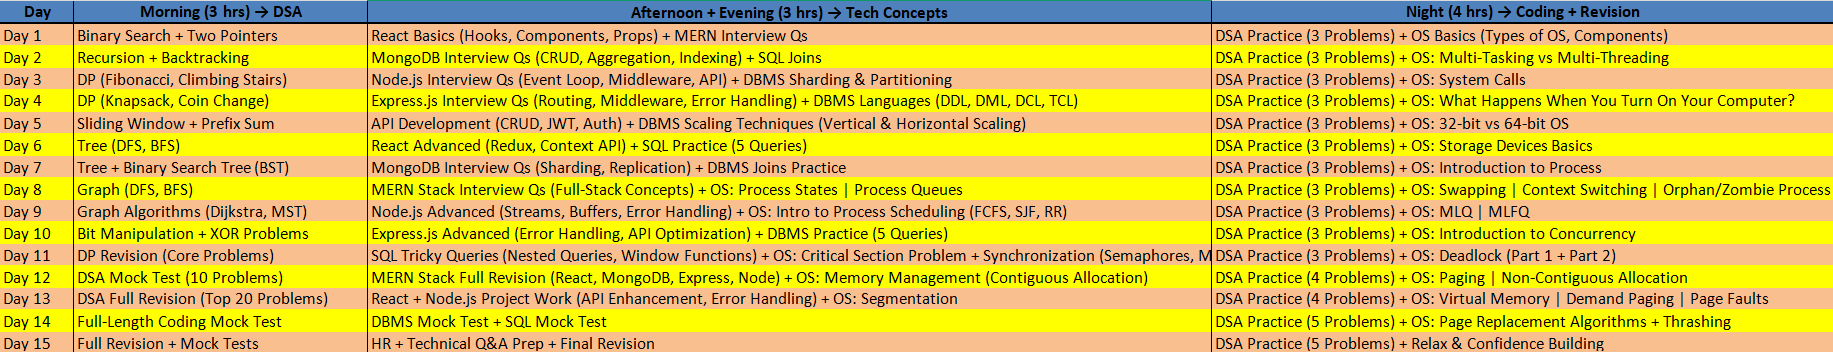 Day Morning (3 hrs) → DSA Afternoon + Evening (3 hrs) → Tech Concepts Night (4 hrs) → Coding + Revision
Day 1 Binary Search + Two Pointers React Basics (Hooks, Components, Props) + MERN Interview Qs DSA Practice (3 Problems) + OS Basics (Types of OS, Components)
Day 2 Recursion + Backtracking MongoDB Interview Qs (CRUD, Aggregation, Indexing) + SQL Joins DSA Practice (3 Problems) + OS: Multi-Tasking vs Multi-Threading
Day 3 DP (Fibonacci, Climbing Stairs) Node.js Interview Qs (Event Loop, Middleware, API) + DBMS Sharding & Partitioning DSA Practice (3 Problems) + OS: System Calls
Day 4 DP (Knapsack, Coin Change) Express.js Interview Qs (Routing, Middleware, Error Handling) + DBMS Languages (DDL, DML, DCL, TCL) DSA Practice (3 Problems) + OS: What Happens When You Turn On Your Computer?
Day 5 Sliding Window + Prefix Sum API Development (CRUD, JWT, Auth) + DBMS Scaling Techniques (Vertical & Horizontal Scaling) DSA Practice (3 Problems) + OS: 32-bit vs 64-bit OS
Day 6 Tree (DFS, BFS) React Advanced (Redux, Context API) + SQL Practice (5 Queries) DSA Practice (3 Problems) + OS: Storage Devices Basics
Day 7 Tree + Binary Search Tree (BST) MongoDB Interview Qs (Sharding, Replication) + DBMS Joins Practice DSA Practice (3 Problems) + OS: Introduction to Process
Day 8 Graph (DFS, BFS) MERN Stack Interview Qs (Full-Stack Concepts) + OS: Process States | Process Queues DSA Practice (3 Problems) + OS: Swapping | Context Switching | Orphan/Zombie Process
Day 9 Graph Algorithms (Dijkstra, MST) Node.js Advanced (Streams, Buffers, Error Handling) + OS: Intro to Process Scheduling (FCFS, SJF, RR) DSA Practice (3 Problems) + OS: MLQ | MLFQ
Day 10 Bit Manipulation + XOR Problems Express.js Advanced (Error Handling, API Optimization) + DBMS Practice (5 Queries) DSA Practice (3 Problems) + OS: Introduction to Concurrency
Day 11 DP Revision (Core Problems) SQL Tricky Queries (Nested Queries, Window Functions) + OS: Critical Section Problem + Synchronization (Semaphores, M DSA Practice (3 Problems) + OS: Deadlock (Part 1 + Part 2)
Day 12 DSA Mock Test (10 Problems) MERN Stack Full Revision (React, MongoDB, Express, Node) + OS: Memory Management (Contiguous Allocation) DSA Practice (4 Problems) + OS: Paging | Non-Contiguous Allocation
Day 13 DSA Full Revision (Top 20 Problems) React + Node.js Project Work (API Enhancement, Error Handling) + OS: Segmentation DSA Practice (4 Problems) + OS: Virtual Memory | Demand Paging | Page Faults
Day 14 Full-Length Coding Mock Test DBMS Mock Test + SQL Mock Test DSA Practice (5 Problems) + OS: Page Replacement Algorithms + Thrashing
Day 15 Full Revision + Mock Tests HR + Technical Q&A Prep + Final Revision DSA Practice (5 Problems) + Relax & Confidence Building